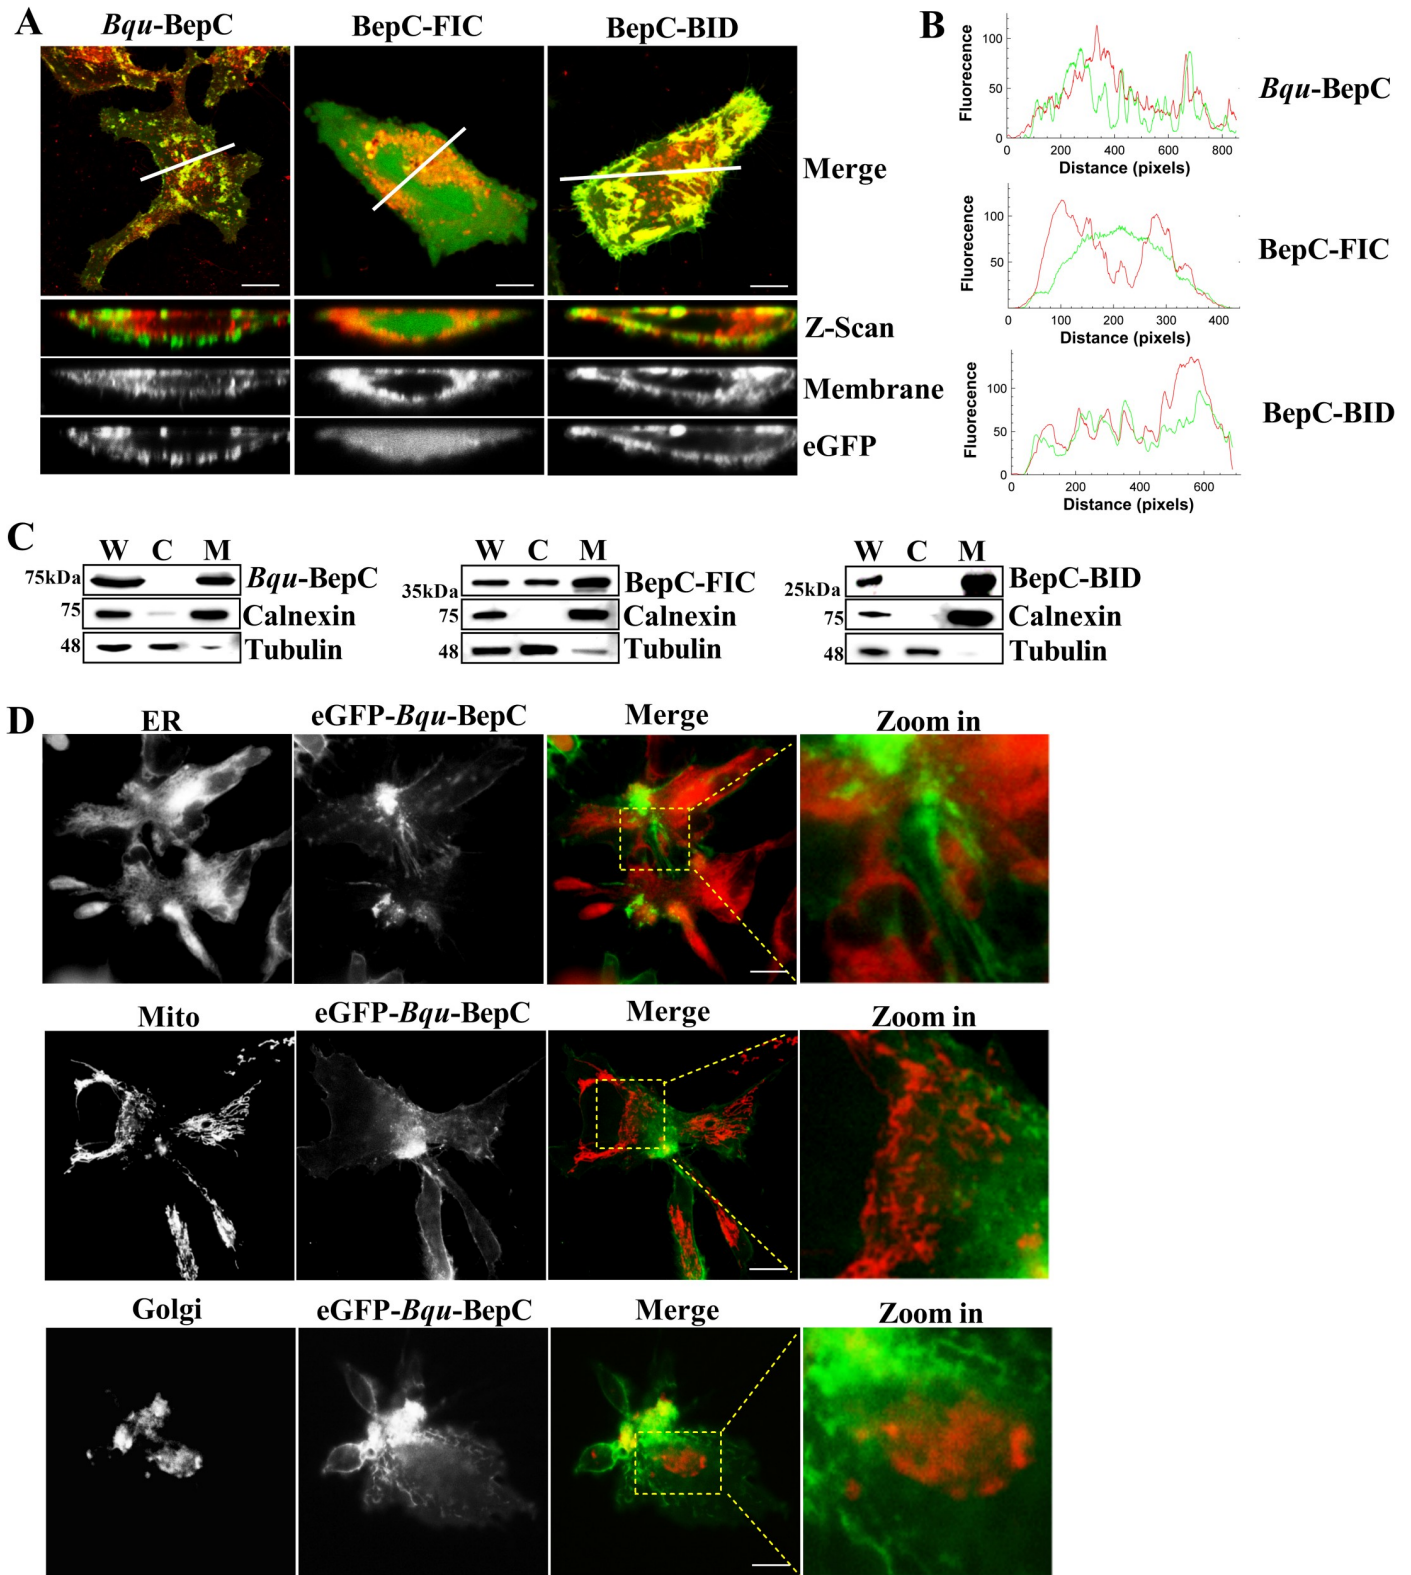 A
Bqu-BepC BepC-FIC BepC-BID
Merge
Z-Scan
Membrane
eGFP
B
Fluorecence
100
50
0
0 200 400 600 800
Distance (pixels)
Bqu-BepC
Fluorecence
100
50
0 100 200 300 400
Distance (pixels)
BepC-FIC
Fluorecence
100
50
0
0 200 400 600
Distance (pixels)
BepC-BID
C
W C M
75kDa Bqu-BepC
75 Calnexin
48 Tubulin
W C M
35kDa BepC-FIC
75 Calnexin
48 Tubulin
W C M
25kDa BepC-BID
75 Calnexin
48 Tubulin
D
ER eGFP-Bqu-BepC Merge Zoom in
Mito eGFP-Bqu-BepC Merge Zoom in
Golgi eGFP-Bqu-BepC Merge Zoom in